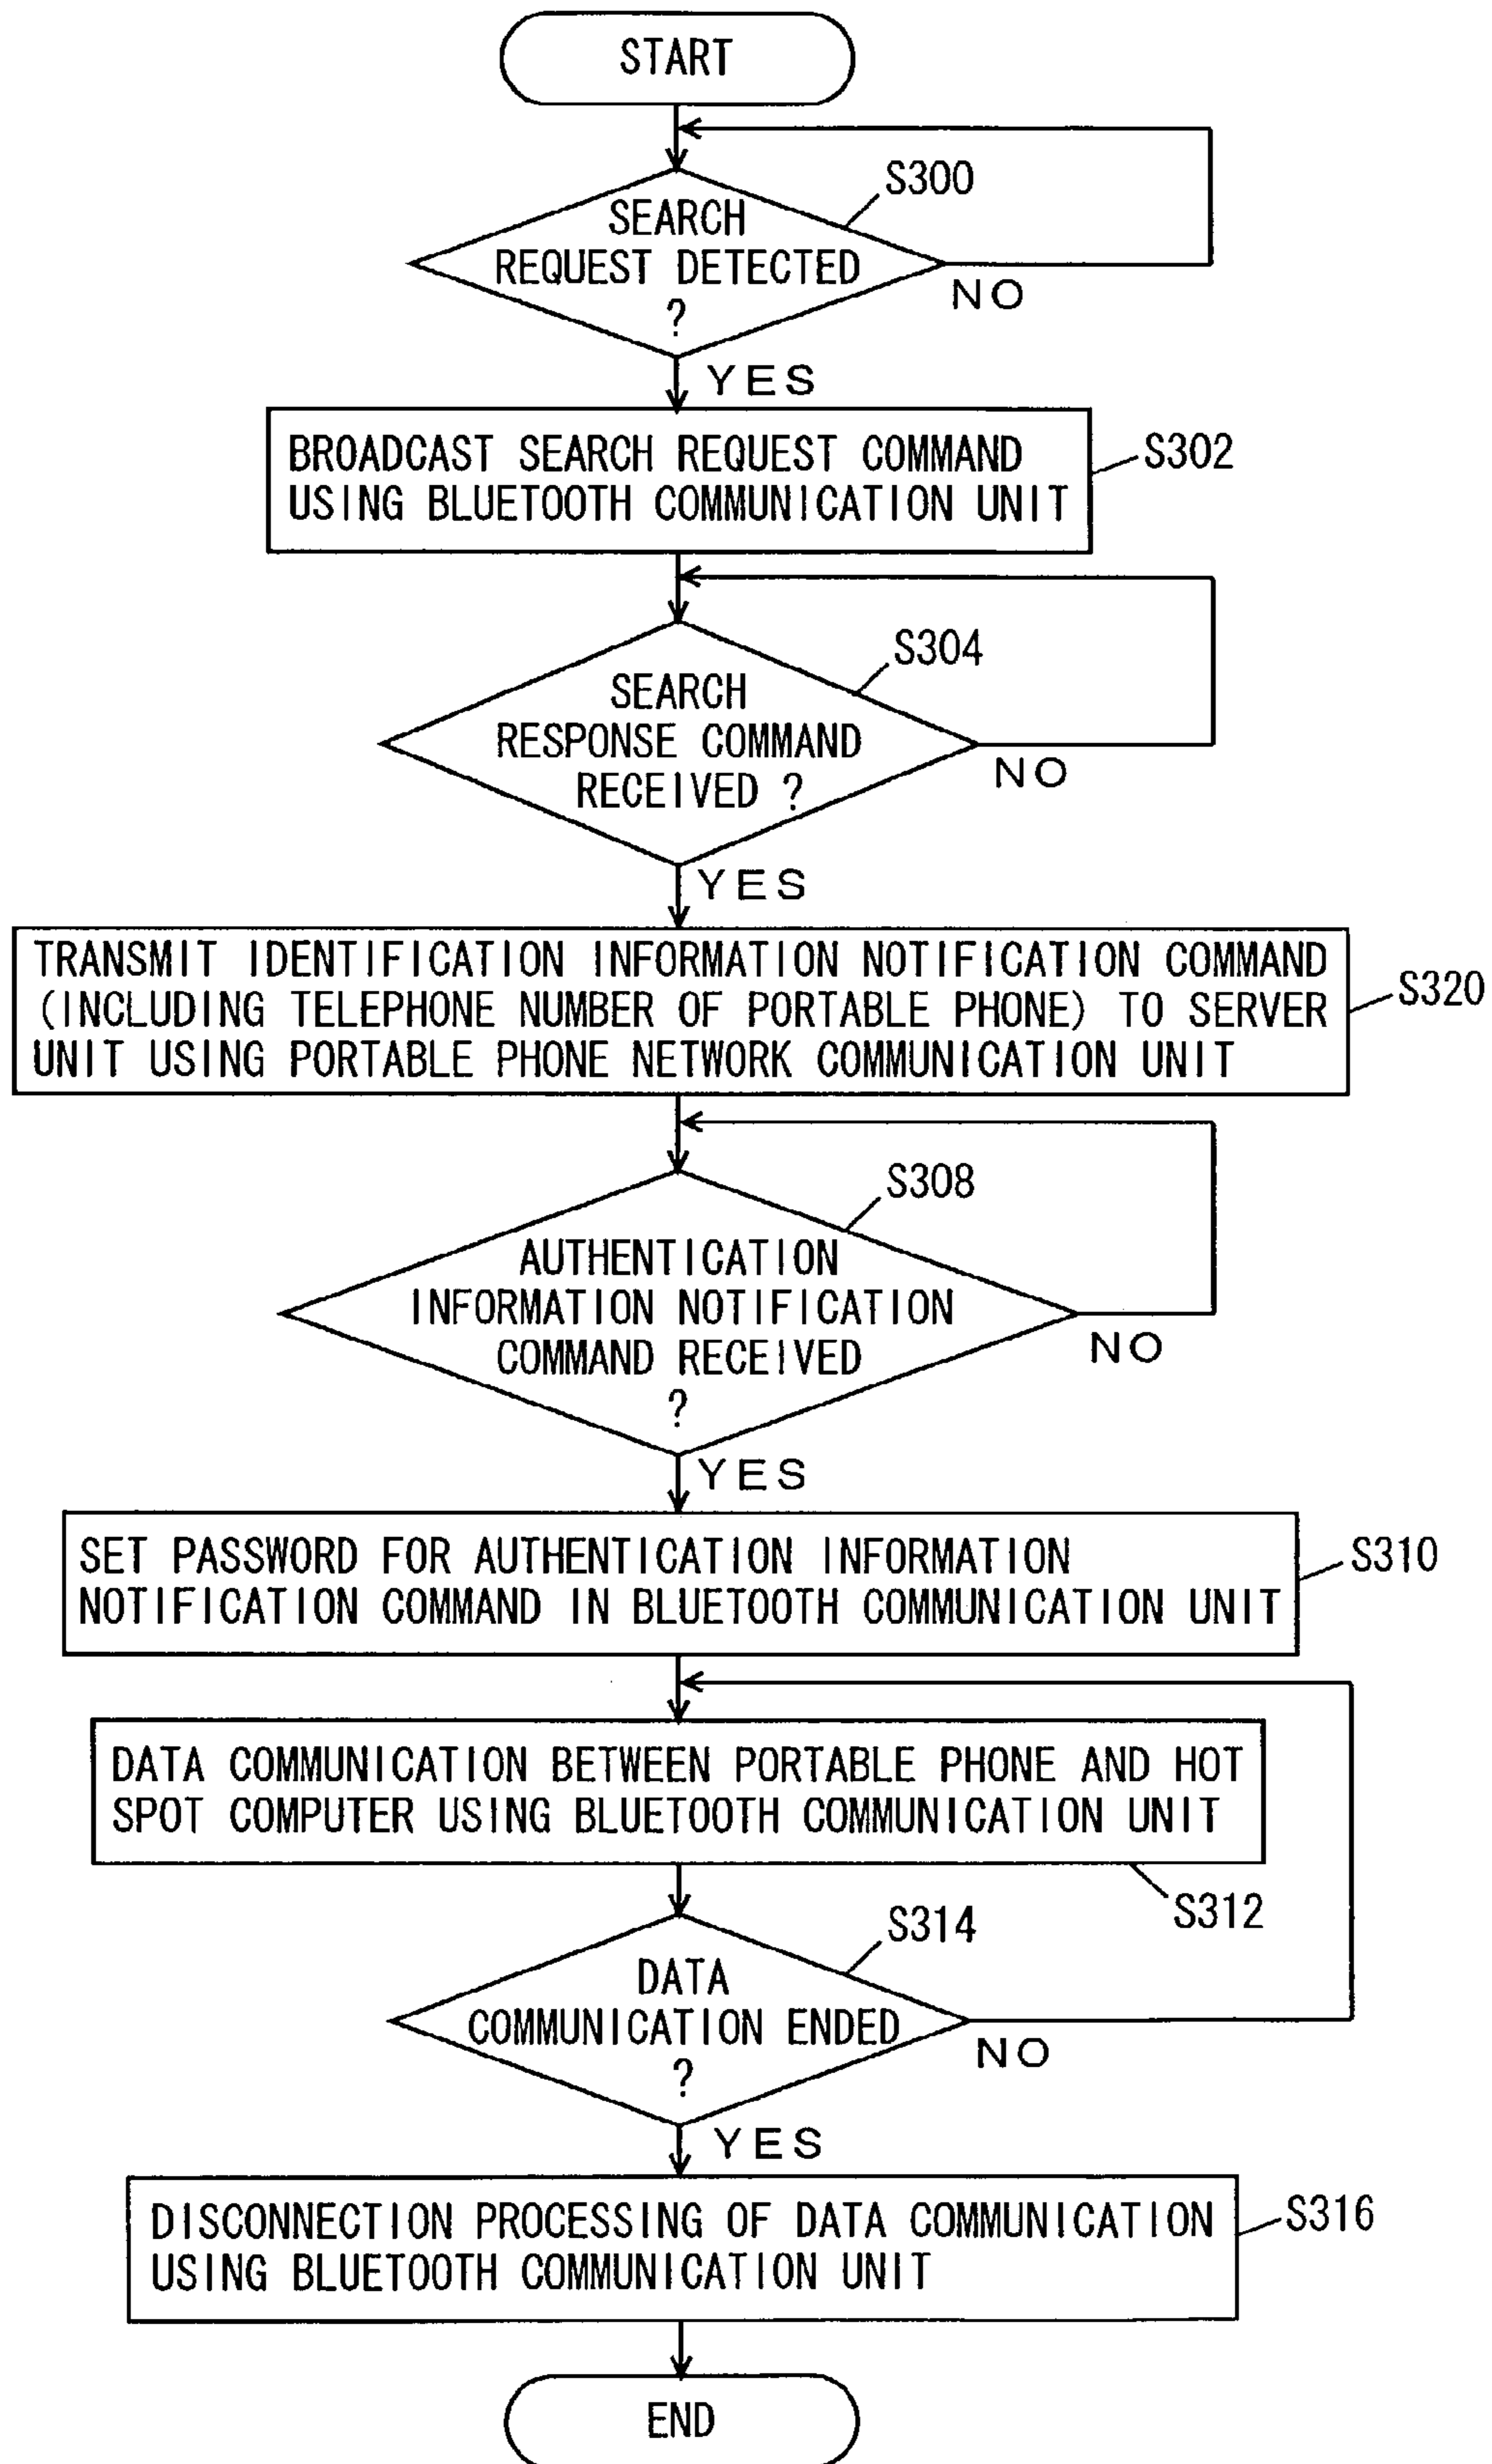 START
S300
SEARCH
REQUEST DETECTED
?
NO
YES
BROADCAST SEARCH REQUEST COMMAND
USING BLUETOOTH COMMUNICATION UNIT
S302
S304
SEARCH
RESPONSE COMMAND
RECEIVED ?
NO
YES
TRANSMIT IDENTIFICATION INFORMATION NOTIFICATION COMMAND
(INCLUDING TELEPHONE NUMBER OF PORTABLE PHONE) TO SERVER
UNIT USING PORTABLE PHONE NETWORK COMMUNICATION UNIT
S320
S308
AUTHENTICATION
INFORMATION NOTIFICATION
COMMAND RECEIVED
?
NO
YES
SET PASSWORD FOR AUTHENTICATION INFORMATION
NOTIFICATION COMMAND IN BLUETOOTH COMMUNICATION UNIT
S310
DATA COMMUNICATION BETWEEN PORTABLE PHONE AND HOT
SPOT COMPUTER USING BLUETOOTH COMMUNICATION UNIT
S312
S314
DATA
COMMUNICATION ENDED
?
NO
YES
DISCONNECTION PROCESSING OF DATA COMMUNICATION
USING BLUETOOTH COMMUNICATION UNIT
S316
END